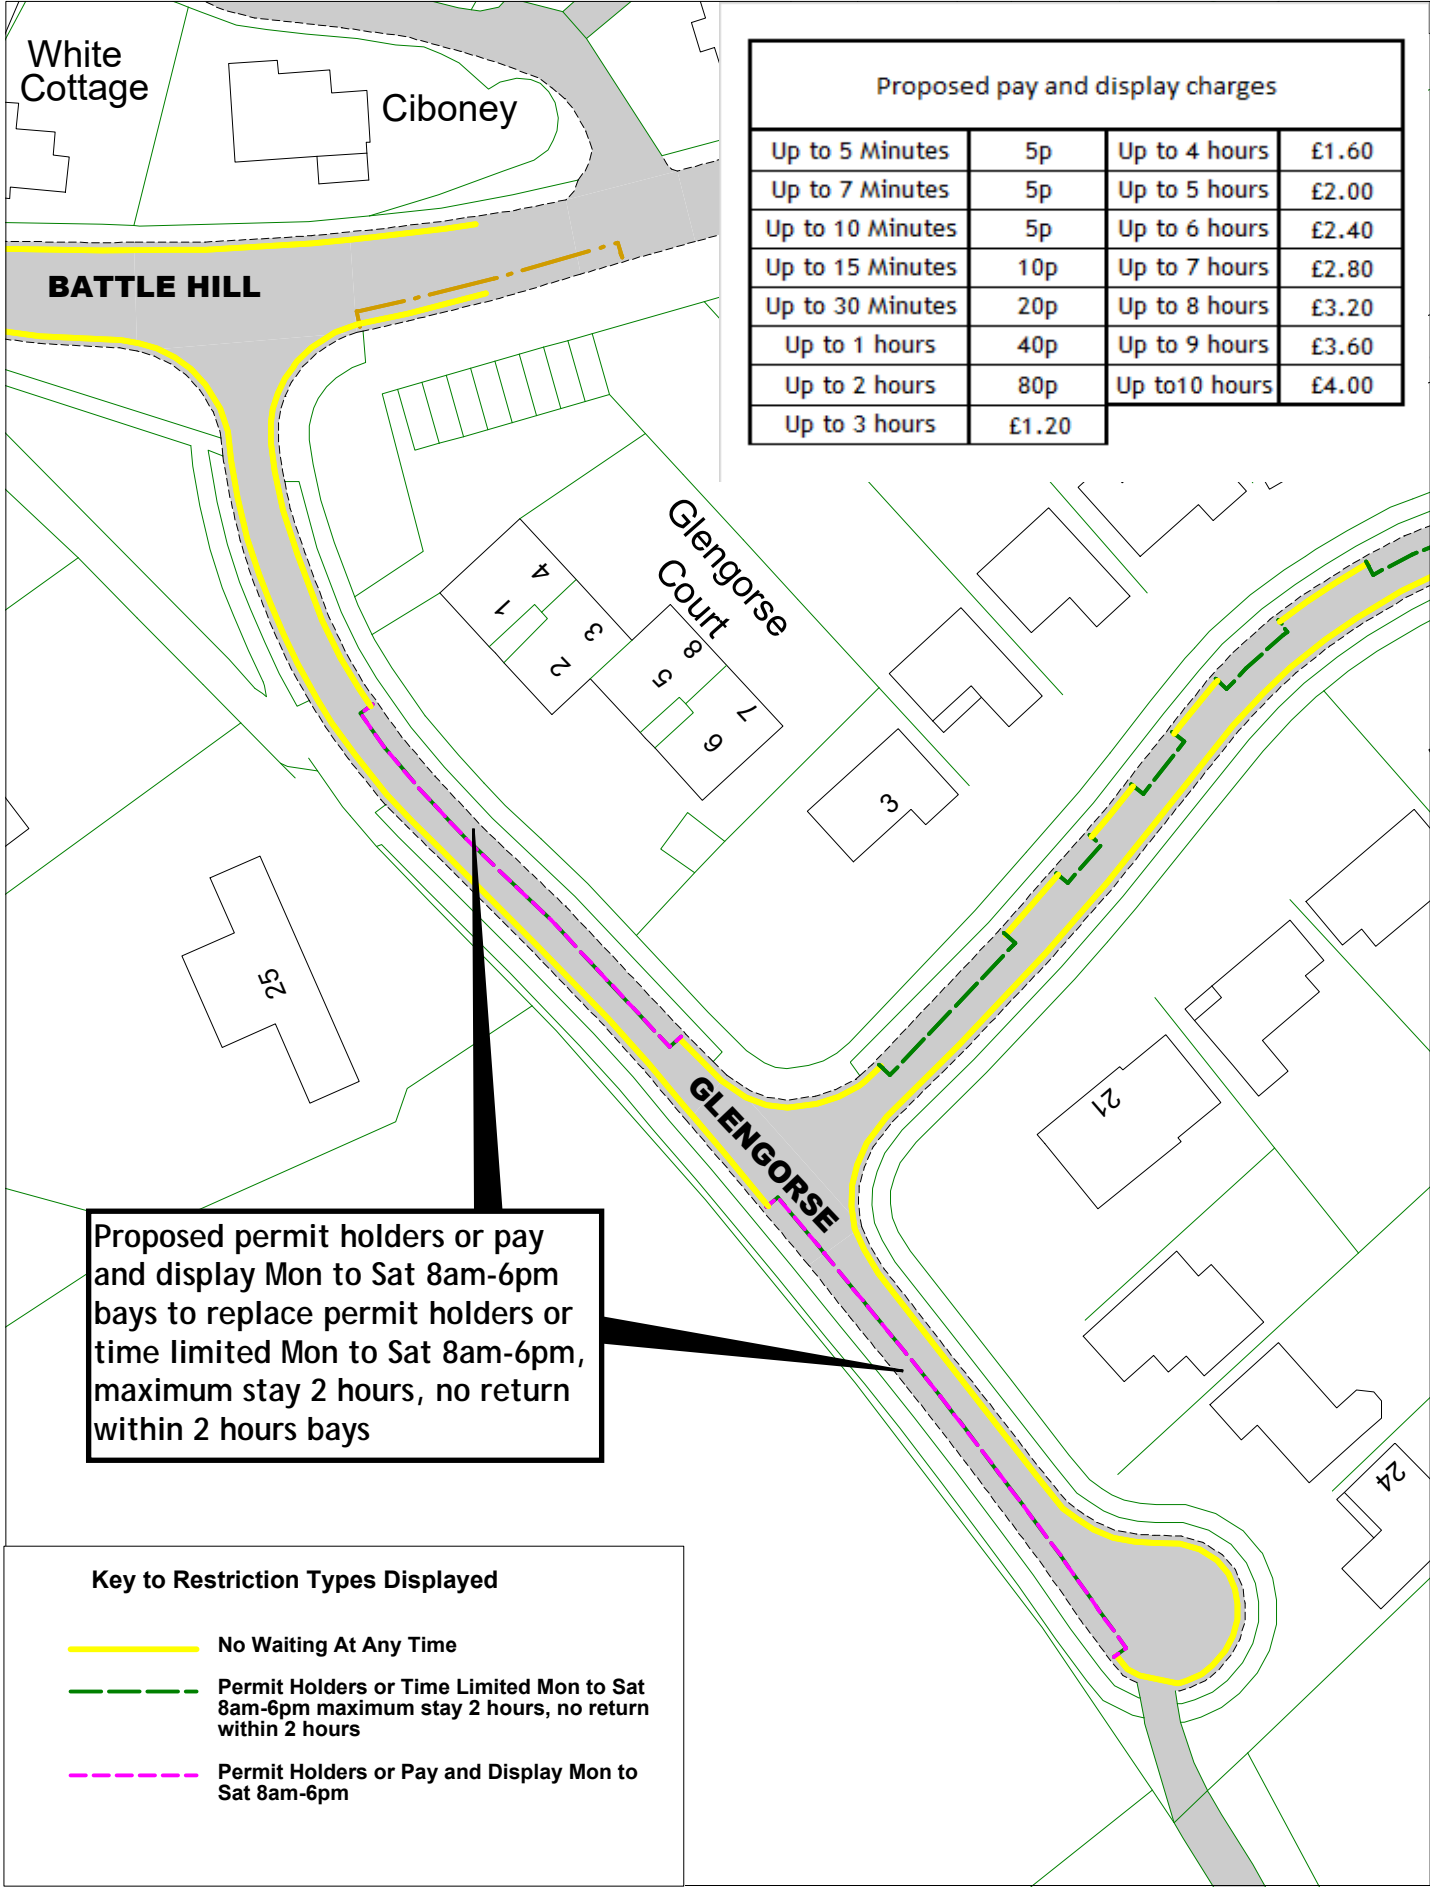 White
Cottage
Ciboney
Proposed pay and display charges
Up to 5 Minutes 5p Up to 4 hours £1.60
Up to 7 Minutes 5p Up to 5 hours £2.00
Up to 10 Minutes 5p Up to 6 hours £2.40
Up to 15 Minutes 10p Up to 7 hours £2.80
Up to 30 Minutes 20p Up to 8 hours £3.20
Up to 1 hours 40p Up to 9 hours £3.60
Up to 2 hours 80p Up to10 hours £4.00
Up to 3 hours £1.20
BATTLE HILL
Glengorse
Court
4
1
3
2
8
5
7
6
3
25
21
24
GLENGORSE
Proposed permit holders or pay
and display Mon to Sat 8am-6pm
bays to replace permit holders or
time limited Mon to Sat 8am-6pm,
maximum stay 2 hours, no return
within 2 hours bays
Key to Restriction Types Displayed
No Waiting At Any Time
Permit Holders or Time Limited Mon to Sat
8am-6pm maximum stay 2 hours, no return
within 2 hours
Permit Holders or Pay and Display Mon to
Sat 8am-6pm